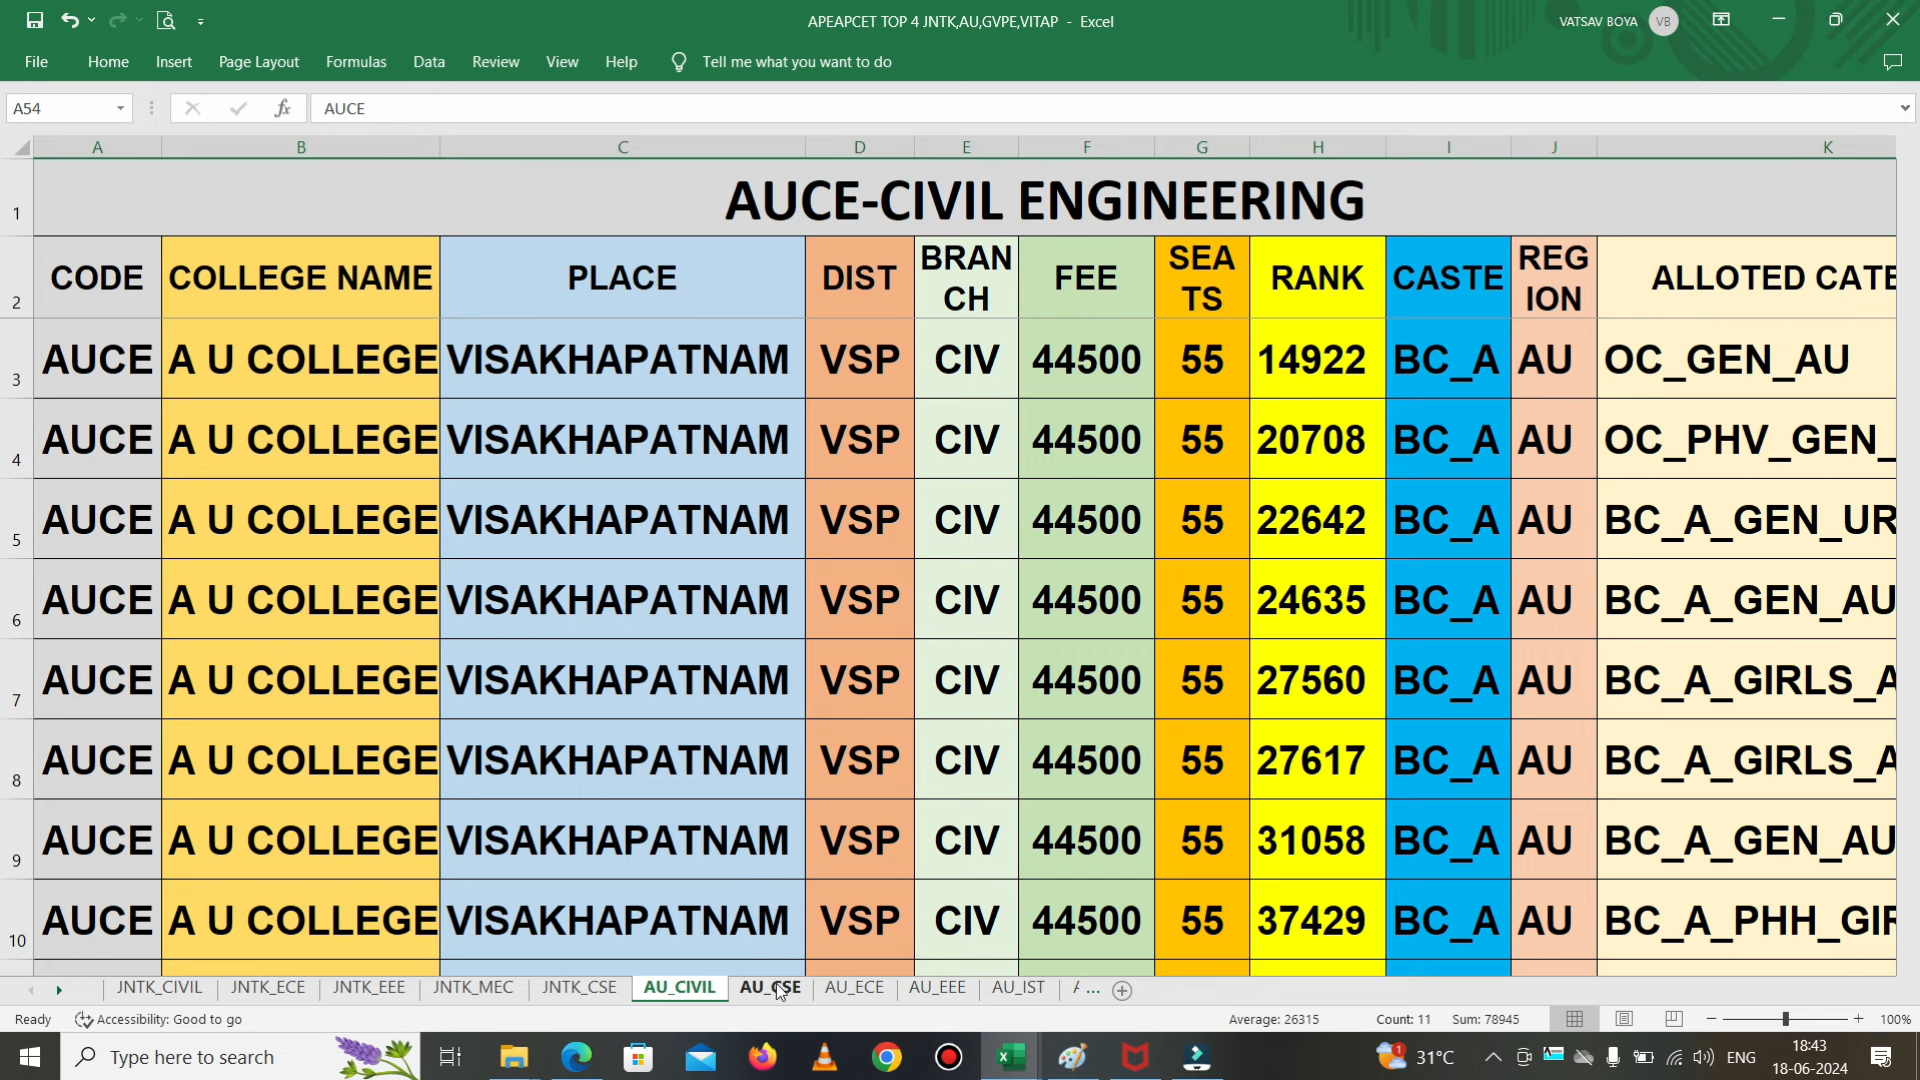 APEAPCET TOP 4 JNTK,AU,GVPE,VITAP - Excel
VATSAV BOYA VB
File Home Insert Page Layout Formulas Data Review View Help Tell me what you want to do
A54 fx AUCE
A B C D E F G H I J K
1 AUCE-CIVIL ENGINEERING
2 CODE COLLEGE NAME PLACE DIST BRAN CH FEE SEA TS RANK CASTE REG ION ALLOTED CATE
3 AUCE A U COLLEGE VISAKHAPATNAM VSP CIV 44500 55 14922 BC_A AU OC_GEN_AU
4 AUCE A U COLLEGE VISAKHAPATNAM VSP CIV 44500 55 20708 BC_A AU OC_PHV_GEN_
5 AUCE A U COLLEGE VISAKHAPATNAM VSP CIV 44500 55 22642 BC_A AU BC_A_GEN_UR
6 AUCE A U COLLEGE VISAKHAPATNAM VSP CIV 44500 55 24635 BC_A AU BC_A_GEN_AU
7 AUCE A U COLLEGE VISAKHAPATNAM VSP CIV 44500 55 27560 BC_A AU BC_A_GIRLS_A
8 AUCE A U COLLEGE VISAKHAPATNAM VSP CIV 44500 55 27617 BC_A AU BC_A_GIRLS_A
9 AUCE A U COLLEGE VISAKHAPATNAM VSP CIV 44500 55 31058 BC_A AU BC_A_GEN_AU
10 AUCE A U COLLEGE VISAKHAPATNAM VSP CIV 44500 55 37429 BC_A AU BC_A_PHH_GIR
JNTK_CIVIL JNTK_ECE JNTK_EEE JNTK_MEC JNTK_CSE AU_CIVIL AU_CSE AU_ECE AU_EEE AU_IST ...
Ready Accessibility: Good to go Average: 26315 Count: 11 Sum: 78945 100%
Type here to search 1 31°C ENG 18:43
18-06-2024